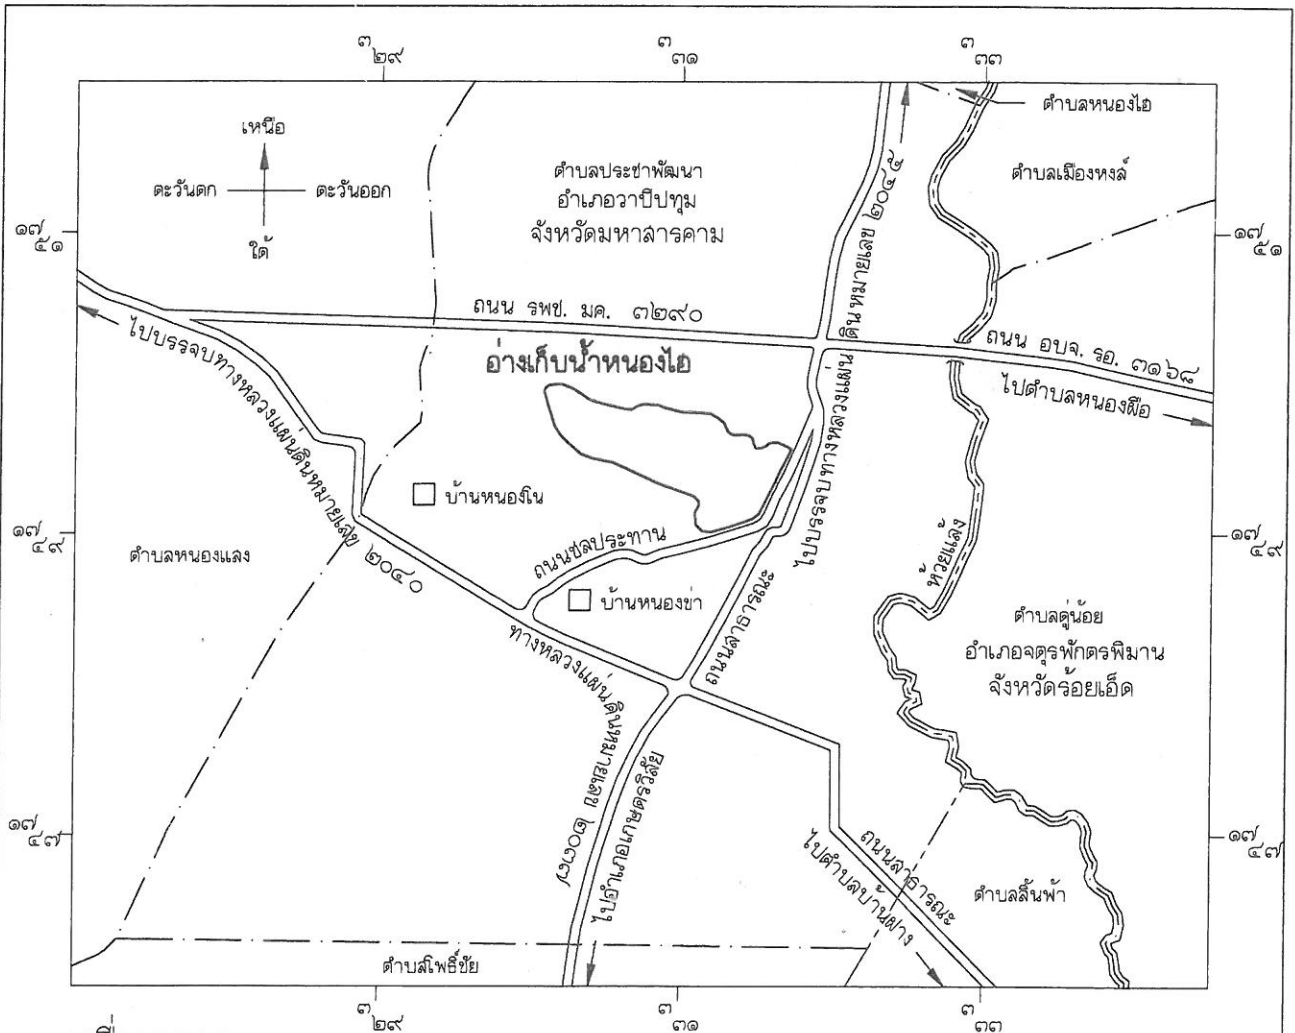 ๓๒๙
๓๓๑
๓๓๓
เหนือ
ตะวันตก
ตะวันออก
ใต้
ตำบลประชาพัฒนา
อำเภอวาปีปทุม
จังหวัดมหาสารคาม
ตำบลหนองไฮ
ตำบลเมืองหงส์
๑๗๕๑
๑๗๕๑
ไปบรรจบทางหลวงแผ่นดินหมายเลข ๒๐๔๕
ถนน รพช. มค. ๓๒๙๐
ถนน อบจ. รอ. ๓๑๖๘
ไปตำบลหนองผือ
อ่างเก็บน้ำหนองไฮ
ไปบรรจบทางหลวงแผ่นดินหมายเลข ๒๐๔๐
บ้านหนองโน
๑๗๔๙
๑๗๔๙
ตำบลหนองแสง
ถนนชลประทาน
ห้วยแล้ง
บ้านหนองข่า
ถนนสาธารณะ
ตำบลดู่น้อย
อำเภอจตุรพักตรพิมาน
จังหวัดร้อยเอ็ด
ทางหลวงแผ่นดินหมายเลข ๒๐๓๗
ไปอำเภอเกษตรวิสัย
๑๗๔๗
๑๗๔๗
ถนนสาธารณะ
ไปตำบลบ้านฝาง
ตำบลลิ้นฟ้า
ตำบลโพธิ์ชัย
๓๒๙
๓๓๑
๓๓๓